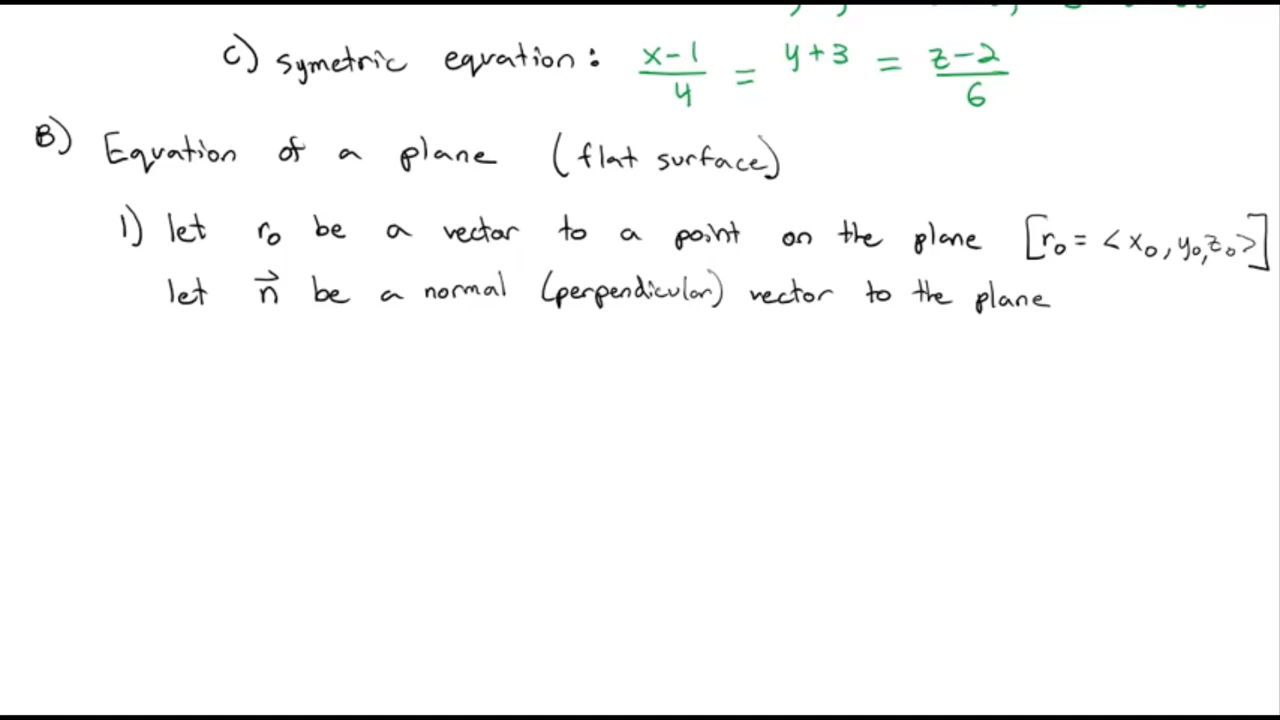 c) symetric equation: x-1/4 = y+3 = z-2/6
B) Equation of a plane (flat surface)
1) let r₀ be a vector to a point on the plane [r₀ = <x₀, y₀, z₀>]
let n⃗ be a normal (perpendicular) vector to the plane